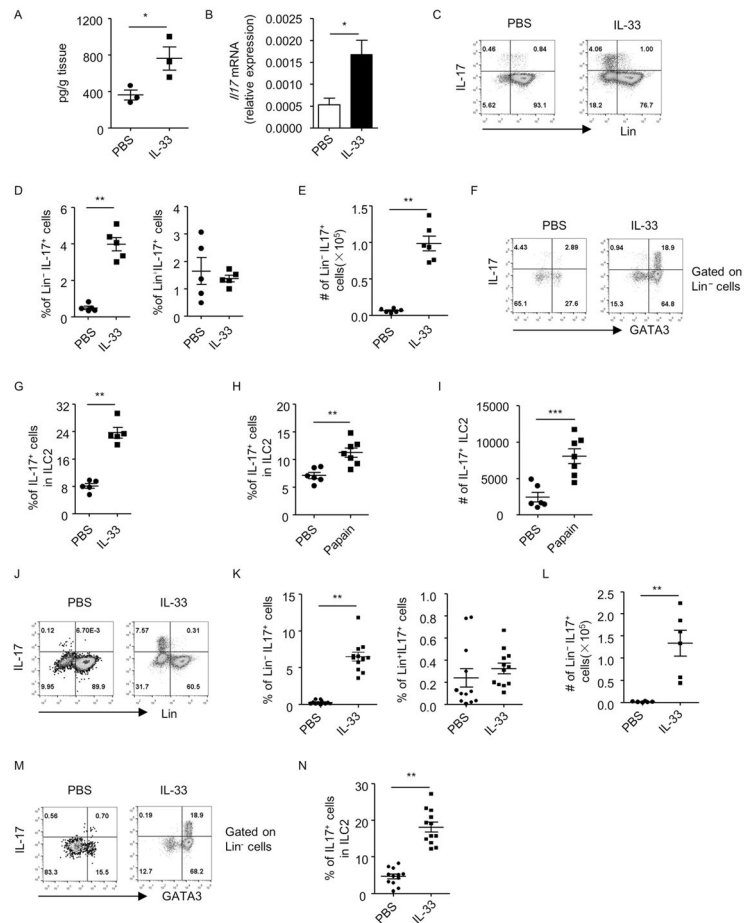 A
*
pg/g tissue
1200
800
400
0
PBS
IL-33
B
*
Il17 mRNA
(relative expression)
0.0025
0.0020
0.0015
0.0010
0.0005
0.0000
PBS
IL-33
C
PBS
IL-33
0.46
0.84
4.06
1.00
5.62
93.1
18.2
76.7
IL-17
Lin
D
**
%of Lin⁻ IL-17⁺ cells
6
4
2
0
PBS
IL-33
%of Lin⁺IL-17⁺ cells
4
3
2
1
0
PBS
IL-33
E
**
# of Lin⁻ IL17⁺
cells(×10⁵)
1.5
1.0
0.5
0.0
PBS
IL-33
F
PBS
IL-33
4.43
2.89
0.94
18.9
65.1
27.6
15.3
64.8
IL-17
GATA3
Gated on
Lin⁻ cells
G
**
%of IL-17⁺ cells
in ILC2
24
16
8
0
PBS
IL-33
H
**
%of IL-17⁺ cells
in ILC2
20
15
10
5
0
PBS
Papain
I
***
# of IL-17⁺ ILC2
15000
10000
5000
0
PBS
Papain
J
PBS
IL-33
0.12
6.70E-3
7.57
0.31
9.95
89.9
31.7
60.5
IL-17
Lin
K
**
% of Lin⁻ IL17⁺ cells
15
10
5
0
PBS
IL-33
% of Lin⁺IL17⁺ cells
1.0
0.8
0.6
0.4
0.2
0.0
PBS
IL-33
L
**
# of Lin⁻ IL17⁺
cells(×10⁵)
2.5
2.0
1.5
1.0
0.5
0.0
PBS
IL-33
M
PBS
IL-33
0.56
0.70
0.19
18.9
83.3
15.5
12.7
68.2
IL-17
GATA3
Gated on
Lin⁻ cells
N
**
% of IL17⁺ cells
in ILC2
30
20
10
0
PBS
IL-33